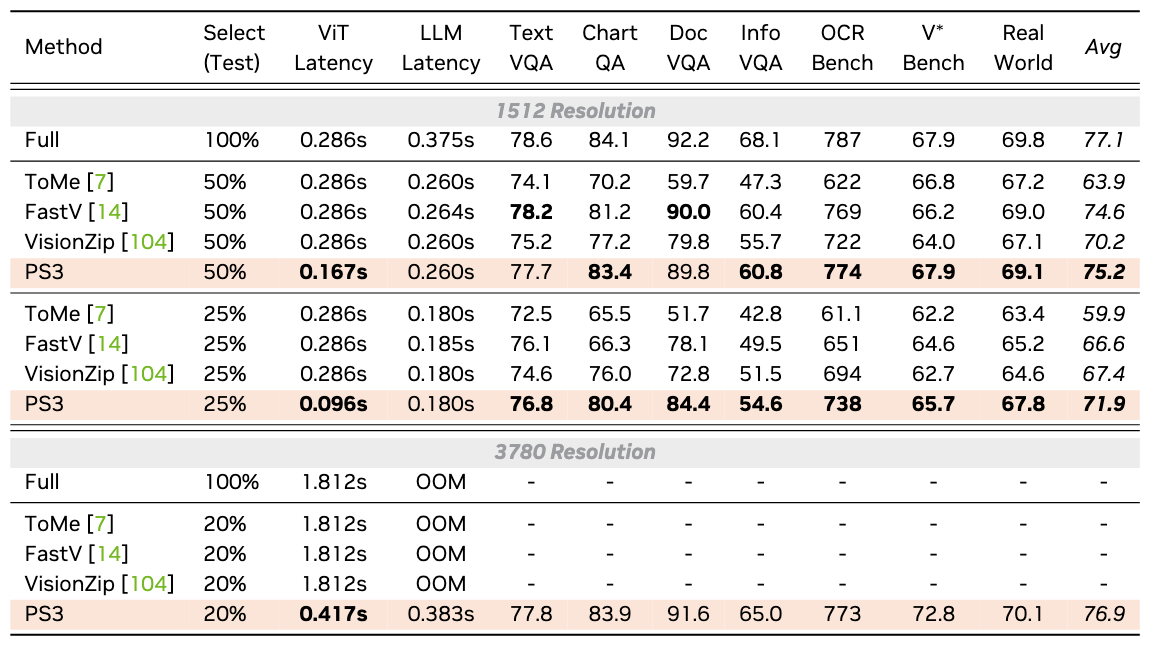 Method Select (Test) ViT Latency LLM Latency Text VQA Chart QA Doc VQA Info VQA OCR Bench V* Bench Real World Avg
1512 Resolution
Full 100% 0.286s 0.375s 78.6 84.1 92.2 68.1 787 67.9 69.8 77.1
ToMe [7] 50% 0.286s 0.260s 74.1 70.2 59.7 47.3 622 66.8 67.2 63.9
FastV [14] 50% 0.286s 0.264s 78.2 81.2 90.0 60.4 769 66.2 69.0 74.6
VisionZip [104] 50% 0.286s 0.260s 75.2 77.2 79.8 55.7 722 64.0 67.1 70.2
PS3 50% 0.167s 0.260s 77.7 83.4 89.8 60.8 774 67.9 69.1 75.2
ToMe [7] 25% 0.286s 0.180s 72.5 65.5 51.7 42.8 61.1 62.2 63.4 59.9
FastV [14] 25% 0.286s 0.185s 76.1 66.3 78.1 49.5 651 64.6 65.2 66.6
VisionZip [104] 25% 0.286s 0.180s 74.6 76.0 72.8 51.5 694 62.7 64.6 67.4
PS3 25% 0.096s 0.180s 76.8 80.4 84.4 54.6 738 65.7 67.8 71.9
3780 Resolution
Full 100% 1.812s OOM - - - - - - - -
ToMe [7] 20% 1.812s OOM - - - - - - - -
FastV [14] 20% 1.812s OOM - - - - - - - -
VisionZip [104] 20% 1.812s OOM - - - - - - - -
PS3 20% 0.417s 0.383s 77.8 83.9 91.6 65.0 773 72.8 70.1 76.9